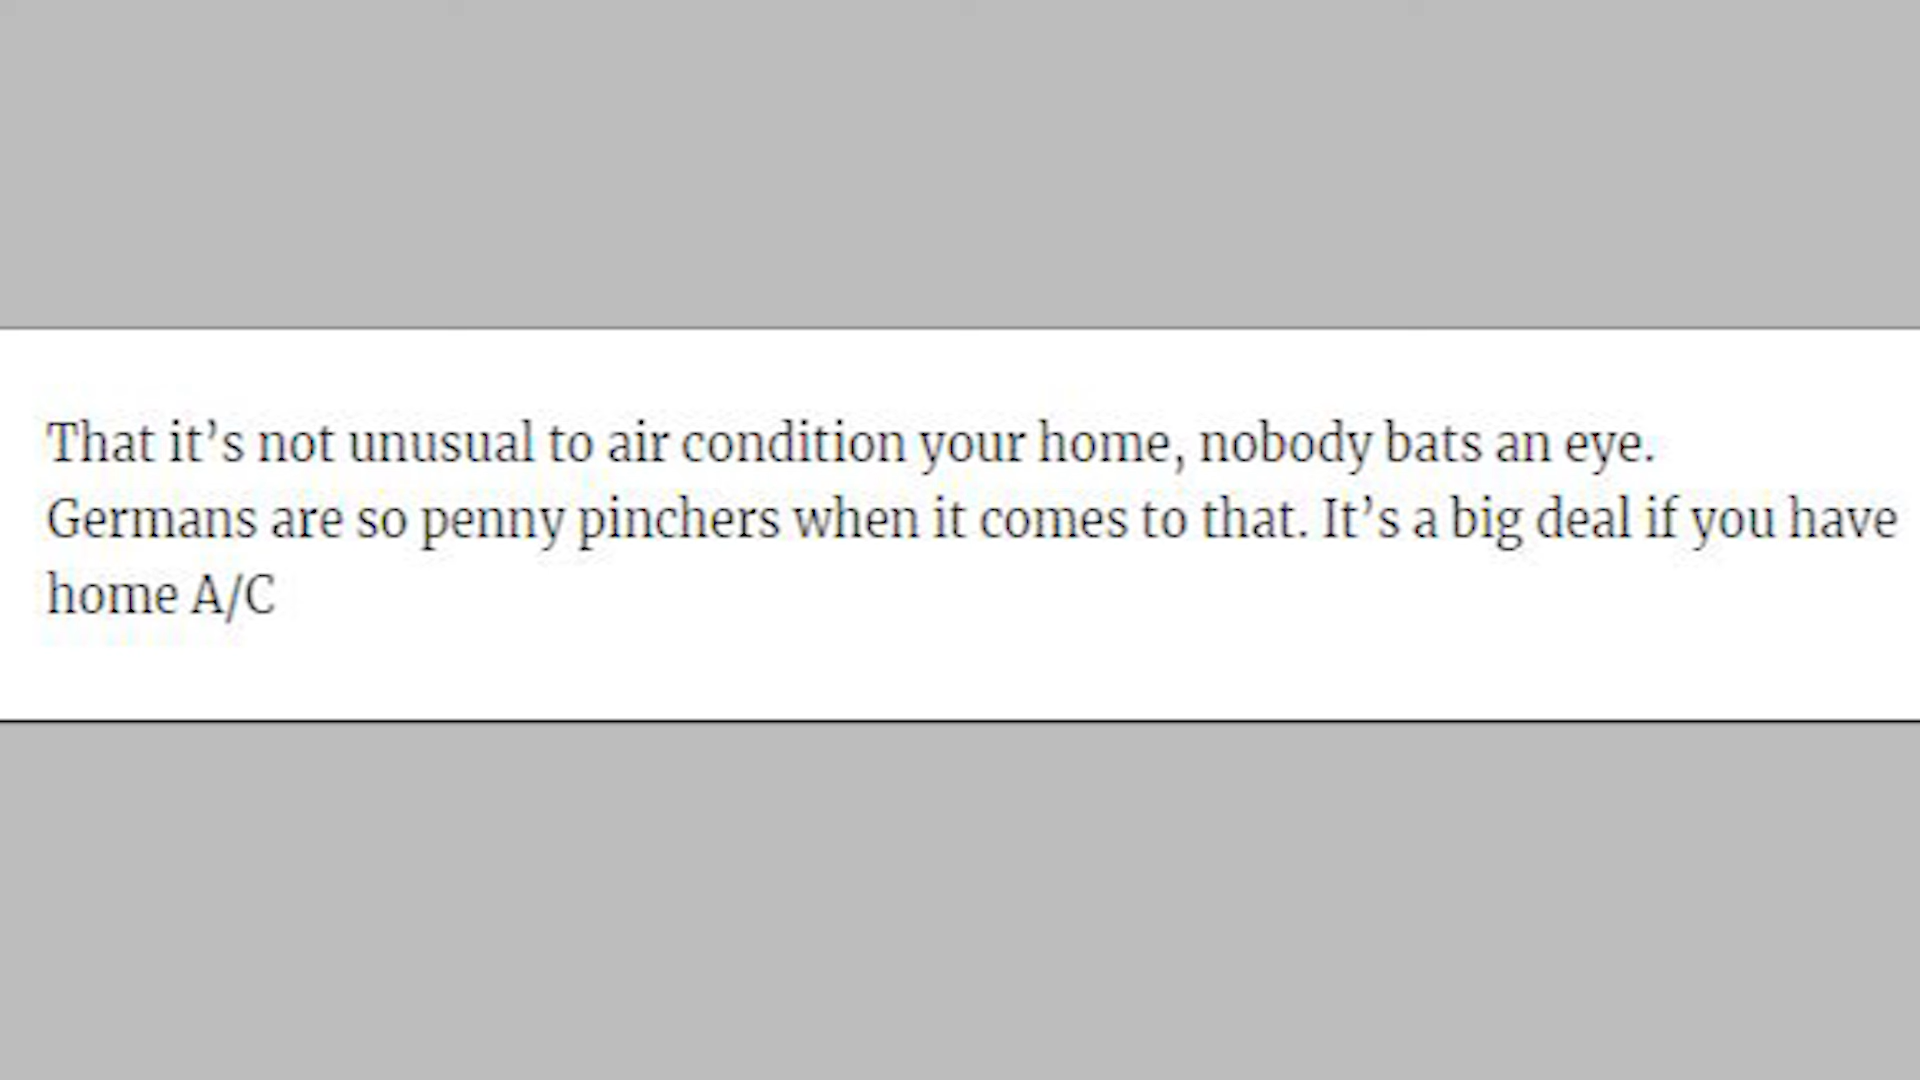 That it’s not unusual to air condition your home, nobody bats an eye.
Germans are so penny pinchers when it comes to that. It’s a big deal if you have
home A/C